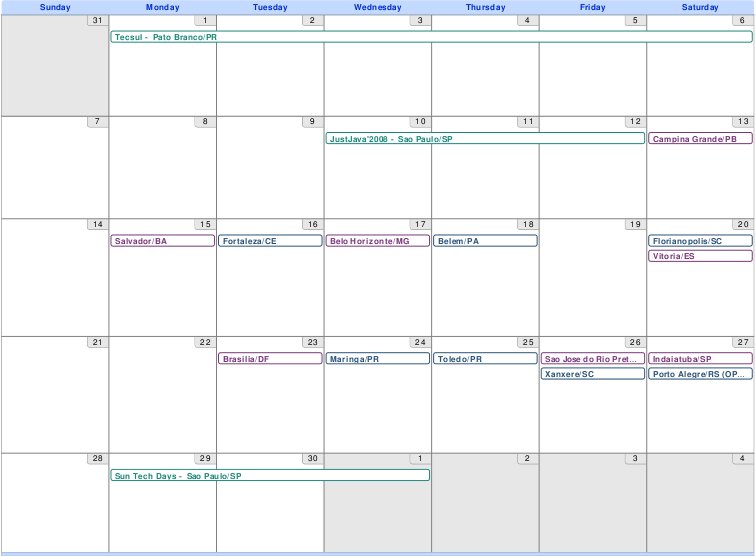 Sunday Monday Tuesday Wednesday Thursday Friday Saturday
31 1 2 3 4 5 6
Tecsul - Pato Branco/PR
7 8 9 10 11 12 13
JustJava'2008 - Sao Paulo/SP Campina Grande/PB
14 15 16 17 18 19 20
Salvador/BA Fortaleza/CE Belo Horizonte/MG Belem/PA Florianopolis/SC
Vitoria/ES
21 22 23 24 25 26 27
Brasilia/DF Maringa/PR Toledo/PR Sao Jose do Rio Pret... Indaiatuba/SP
Xanxere/SC Porto Alegre/RS (OP...
28 29 30 1 2 3 4
Sun Tech Days - Sao Paulo/SP